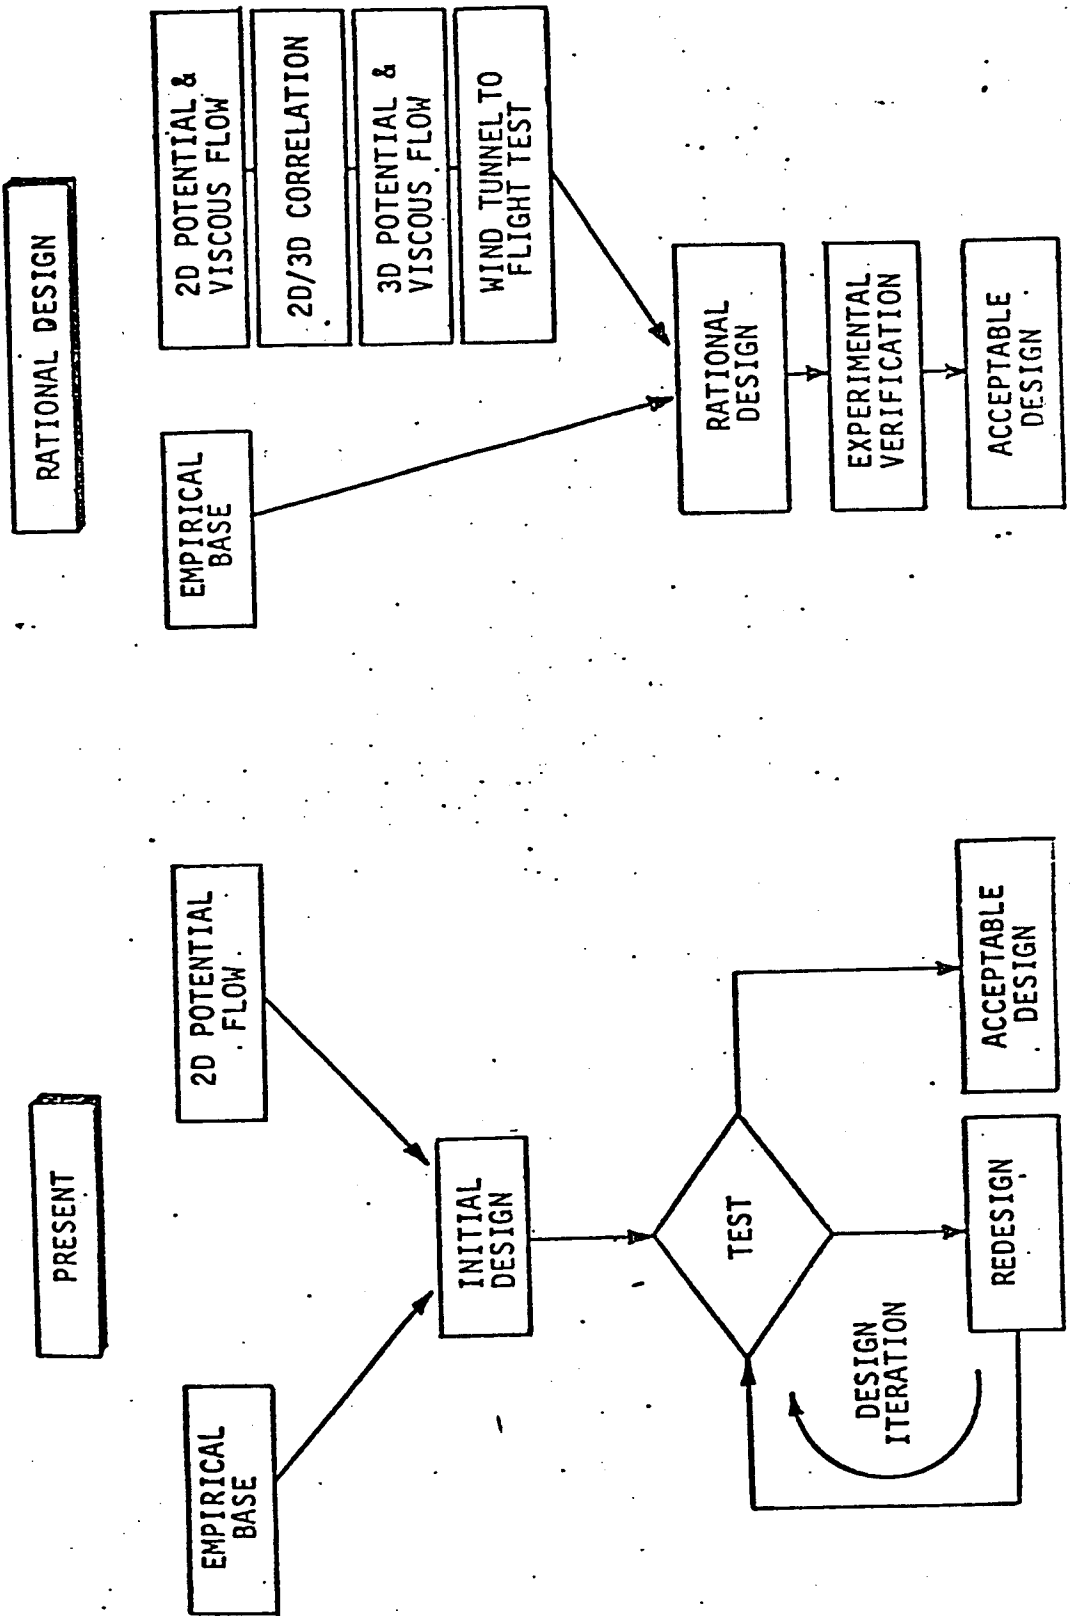 PRESENT
EMPIRICAL
BASE
2D POTENTIAL
FLOW
INITIAL
DESIGN
TEST
DESIGN
ITERATION
REDESIGN
ACCEPTABLE
DESIGN
RATIONAL DESIGN
EMPIRICAL
BASE
2D POTENTIAL &
VISCOUS FLOW
2D/3D CORRELATION
3D POTENTIAL &
VISCOUS FLOW
WIND TUNNEL TO
FLIGHT TEST
RATIONAL
DESIGN
EXPERIMENTAL
VERIFICATION
ACCEPTABLE
DESIGN